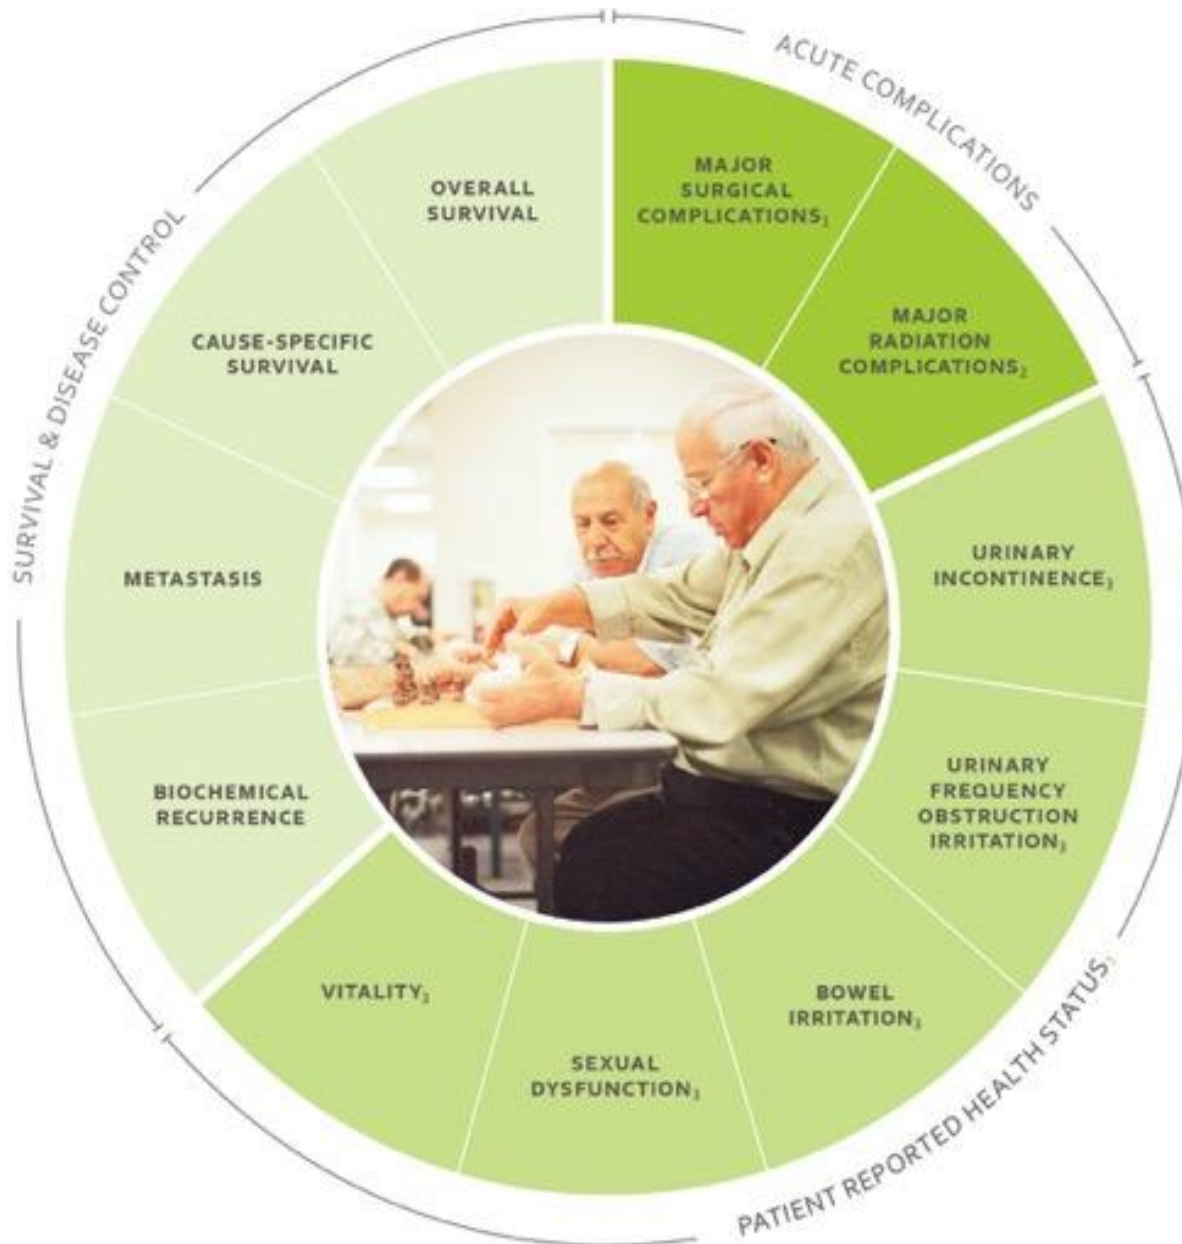 ACUTE COMPLICATIONS
MAJOR
SURGICAL
COMPLICATIONS₁
MAJOR
RADIATION
COMPLICATIONS₂
PATIENT REPORTED HEALTH STATUS₃
URINARY
INCONTINENCE₃
URINARY
FREQUENCY
OBSTRUCTION
IRRITATION₃
BOWEL
IRRITATION₃
SEXUAL
DYSFUNCTION₃
VITALITY₃
SURVIVAL & DISEASE CONTROL
BIOCHEMICAL
RECURRENCE
METASTASIS
CAUSE-SPECIFIC
SURVIVAL
OVERALL
SURVIVAL